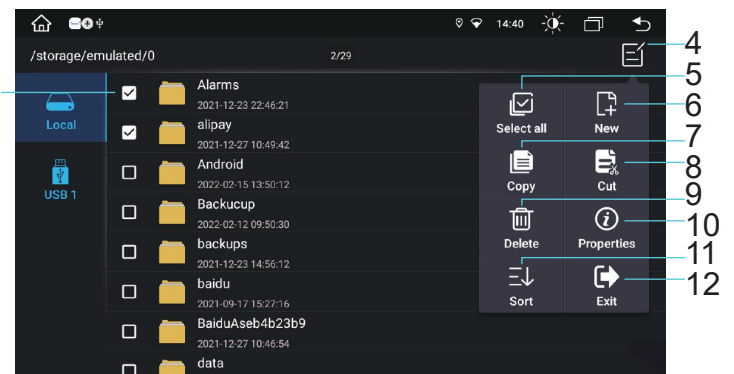 14:40
/storage/emulated/0
2/29
4
Local
USB 1
Alarms
2021-12-23 22:46:21
alipay
2021-12-27 10:49:42
Android
2022-02-15 13:50:12
Backucup
2022-02-12 09:50:30
backups
2021-12-23 14:56:12
baidu
2021-09-17 15:27:16
BaiduAseb4b23b9
2021-12-27 10:46:54
data
5
Select all
6
New
7
Copy
8
Cut
9
Delete
10
Properties
11
Sort
12
Exit